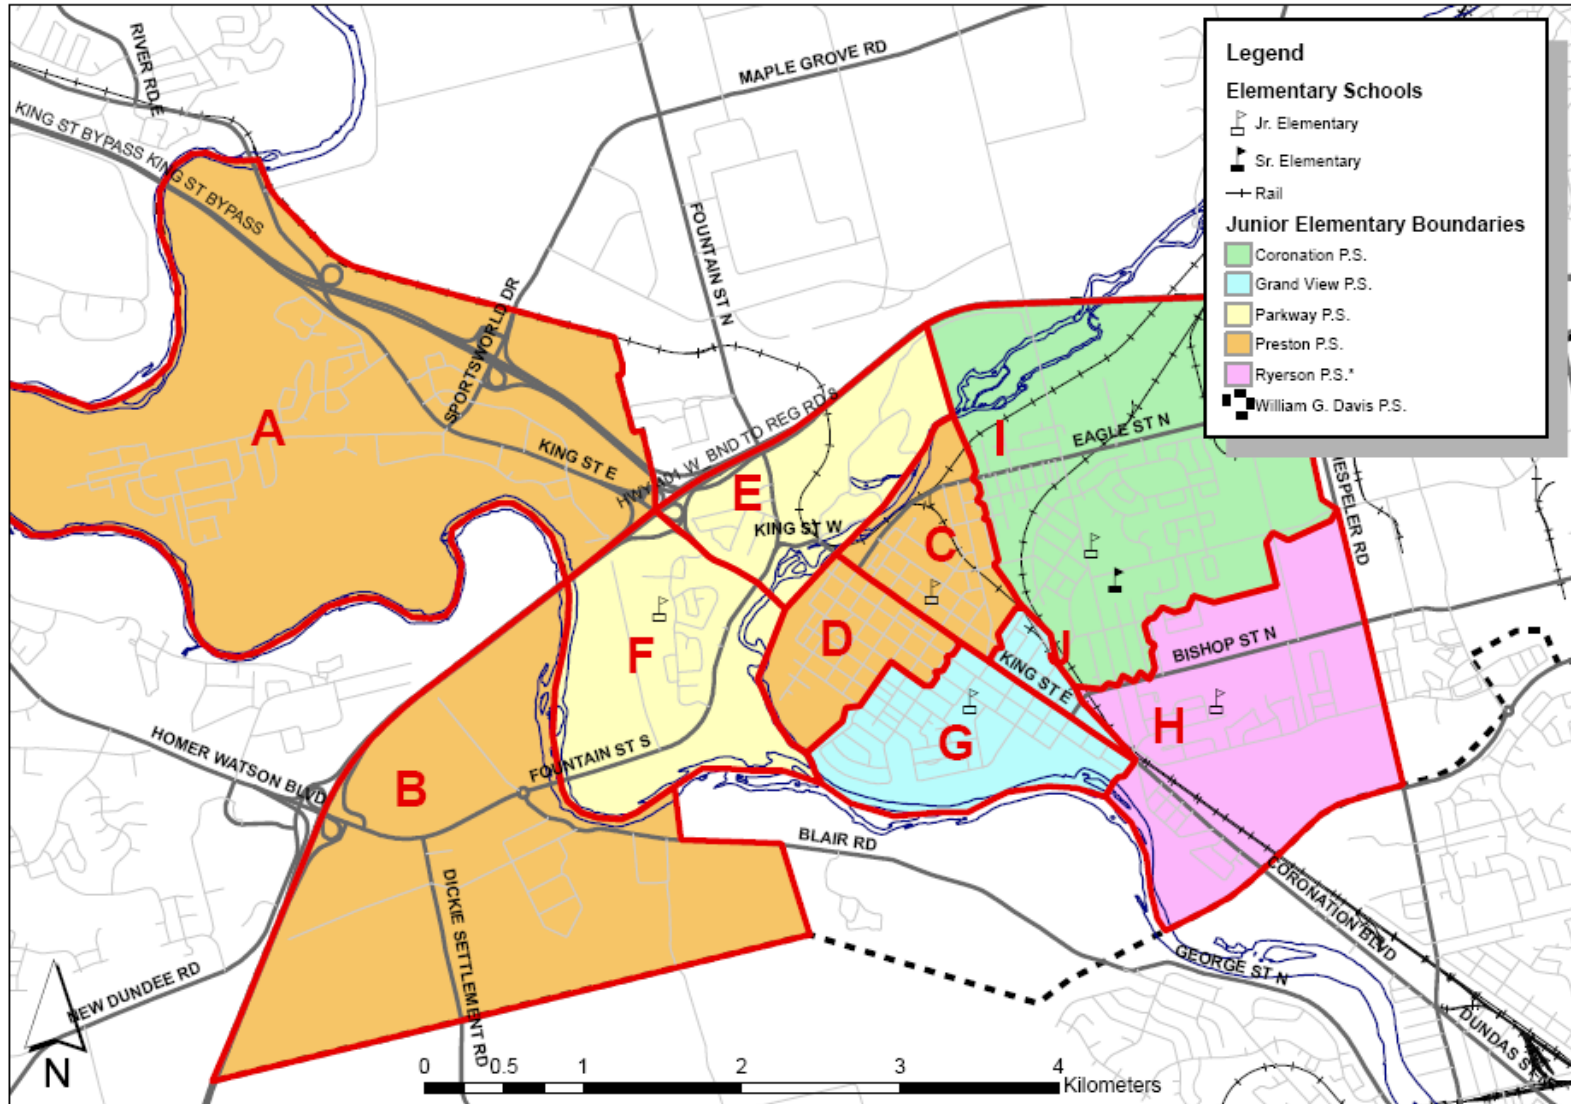 Legend
Elementary Schools
Jr. Elementary
Sr. Elementary
Rail
Junior Elementary Boundaries
Coronation P.S.
Grand View P.S.
Parkway P.S.
Preston P.S.
Ryerson P.S.*
William G. Davis P.S.
RIVER RD E
MAPLE GROVE RD
KING ST BYPASS KING ST BYPASS
FOUNTAIN ST N
SPORTSWORLD DR
A
KING ST E
HWY 401 W BND TO REG RD 8
E
KING ST W
I
EAGLE ST N
C
D
F
J
KING ST E
BISHOP ST N
G
H
HOMER WATSON BLVD
B
FOUNTAIN ST S
BLAIR RD
DICKIE SETTLEMENT RD
CORONATION BLVD
GEORGE ST N
NEW DUNDEE RD
DUNDAS
N
0 0.5 1 2 3 4
Kilometers